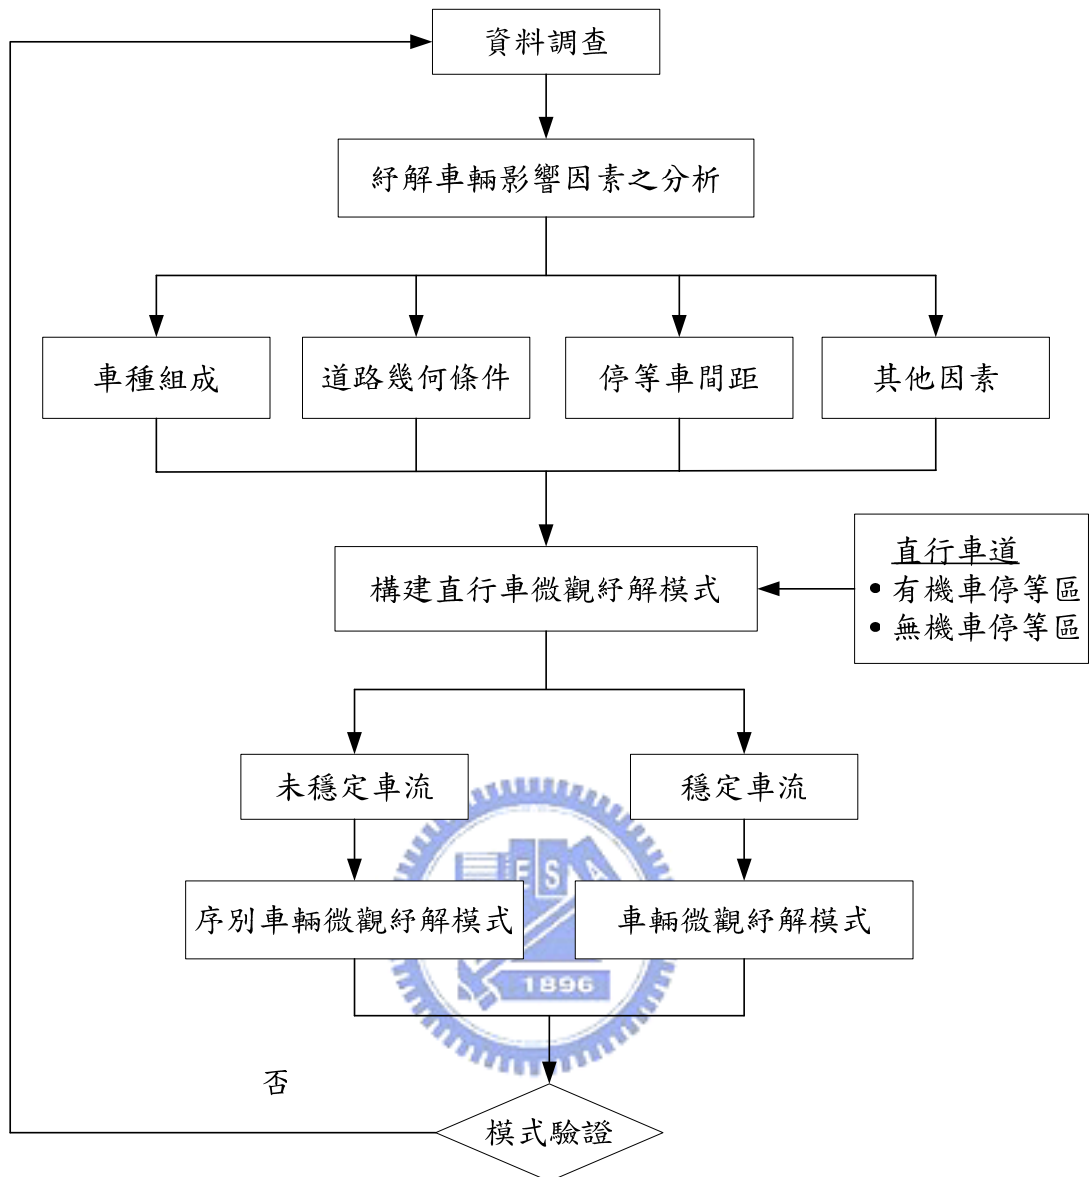 資料調查
紓解車輛影響因素之分析
車種組成
道路幾何條件
停等車間距
其他因素
構建直行車微觀紓解模式
直行車道
• 有機車停等區
• 無機車停等區
未穩定車流
穩定車流
E S A
序別車輛微觀紓解模式
車輛微觀紓解模式
1896
否
模式驗證